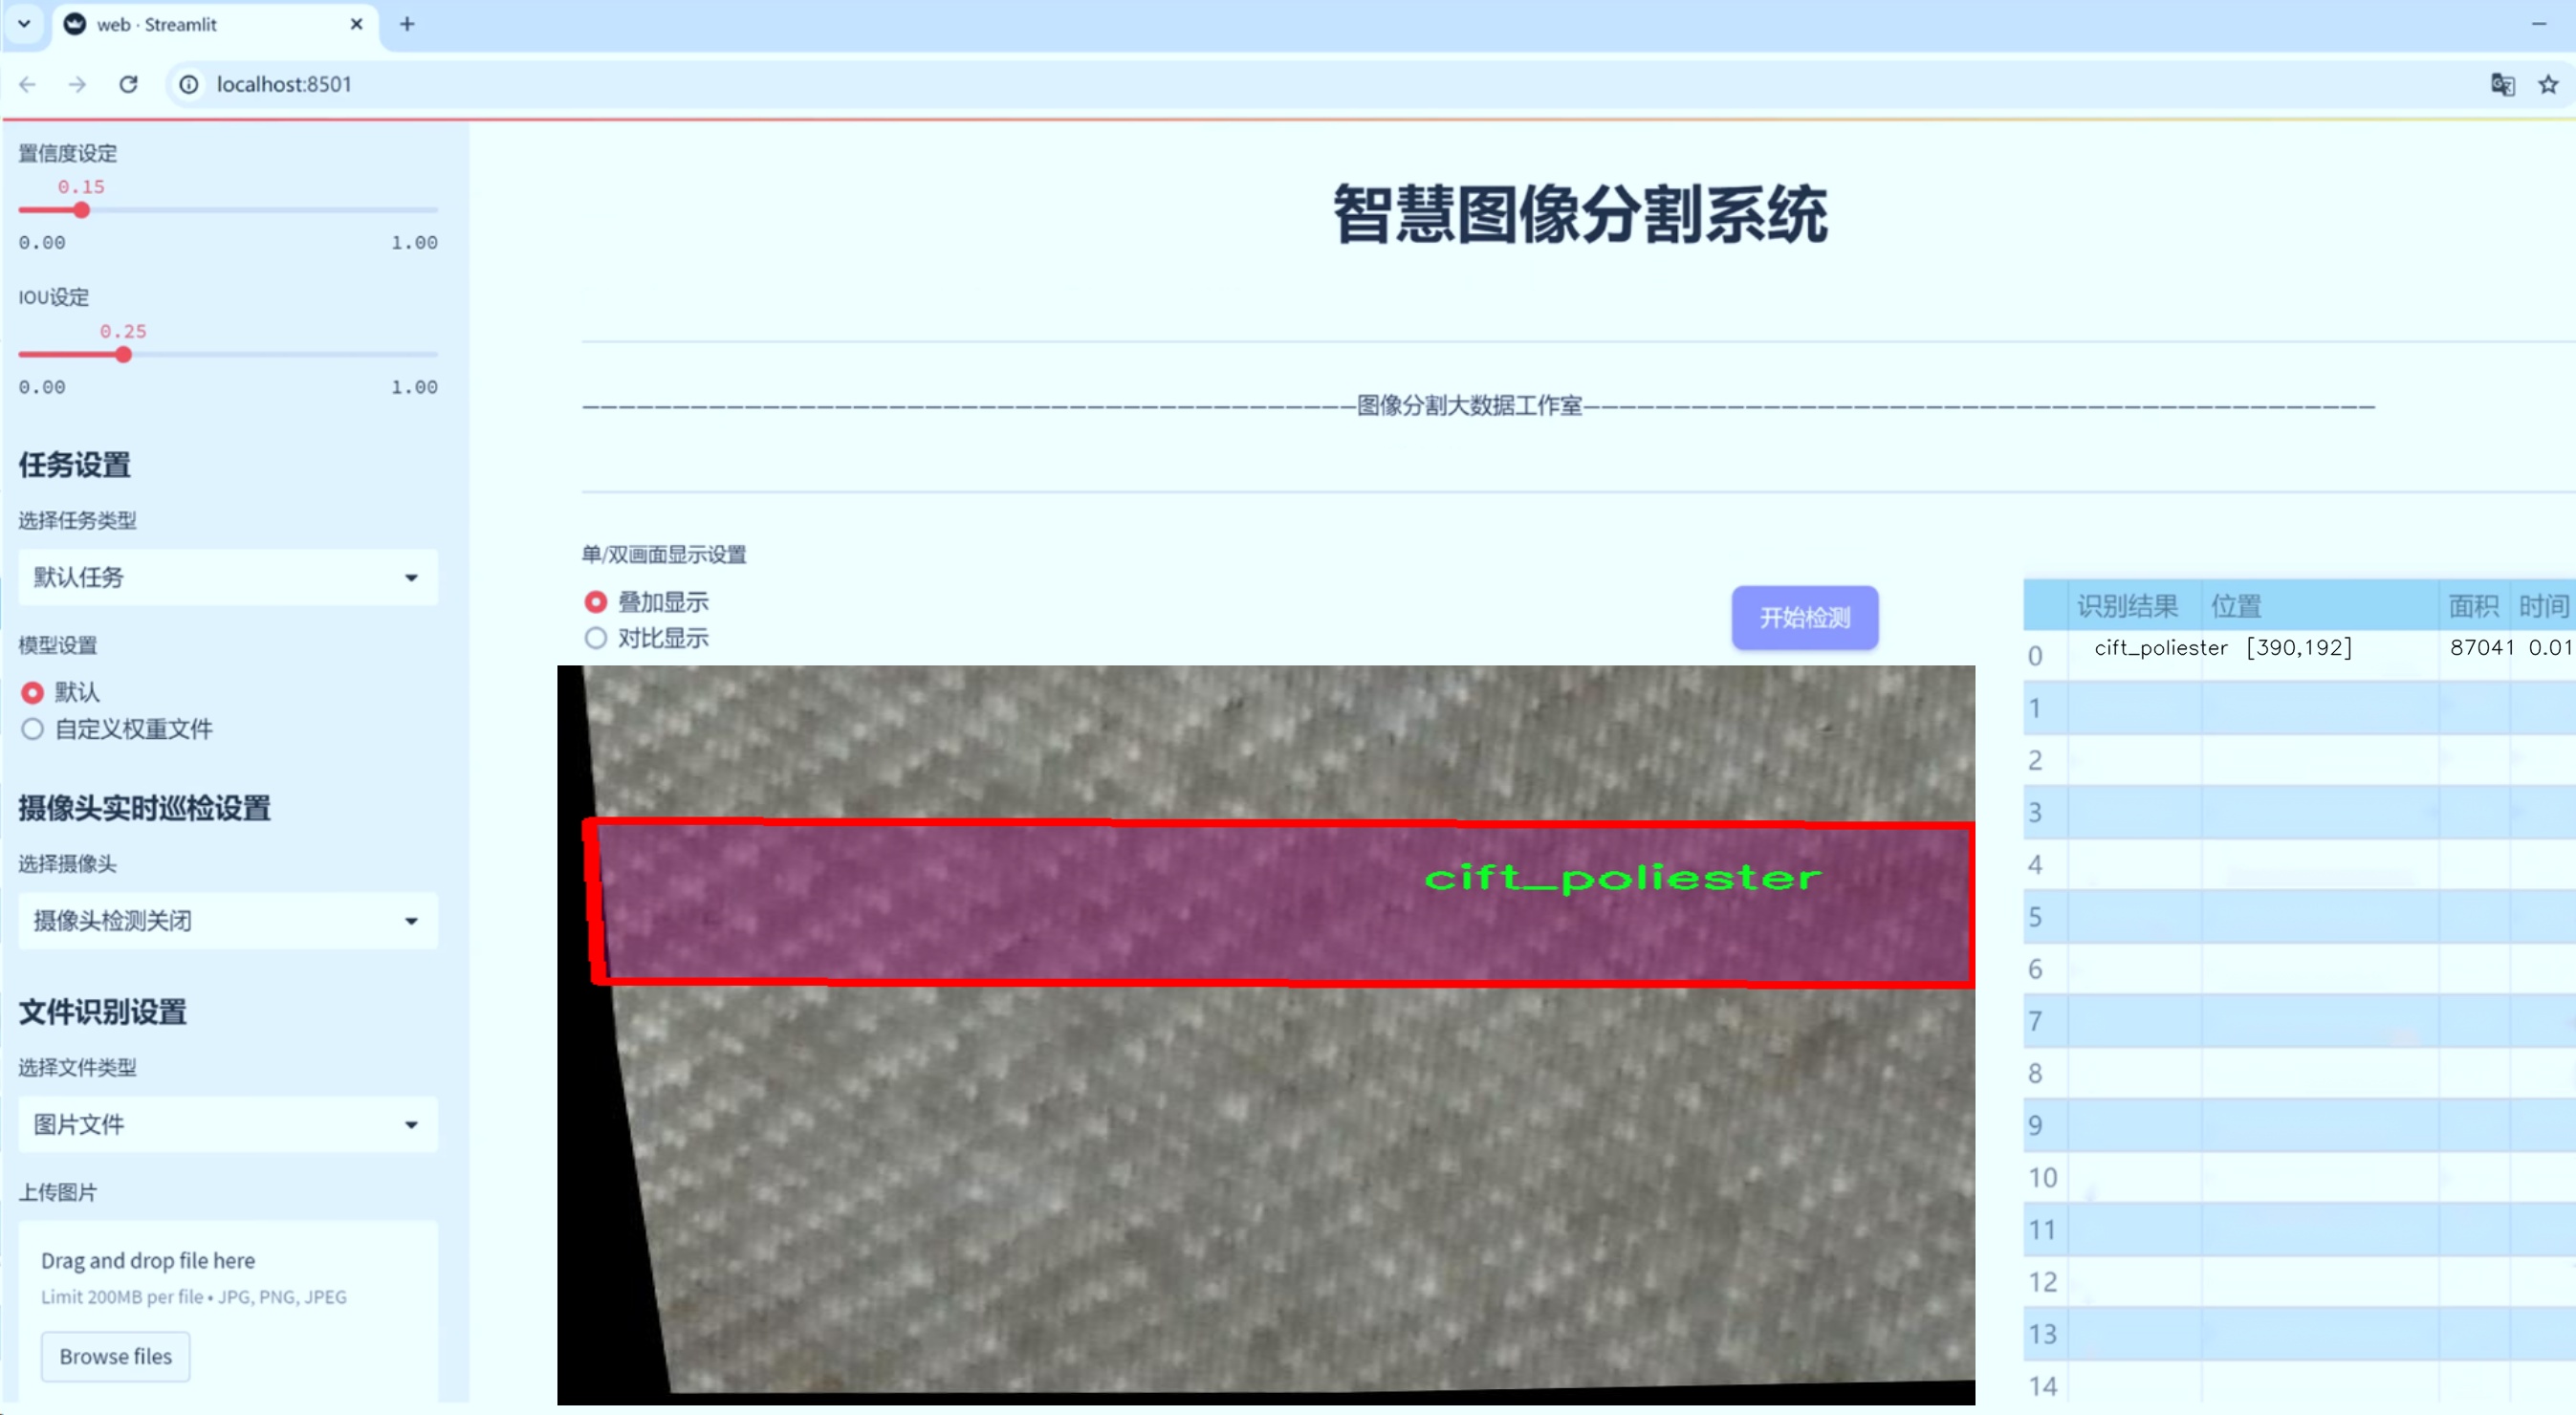 web · Streamlit
localhost:8501
置信度设定
0.15
0.00 1.00
IOU设定
0.25
0.00 1.00
任务设置
选择任务类型
默认任务
模型设置
默认
自定义权重文件
摄像头实时巡检设置
选择摄像头
摄像头检测关闭
文件识别设置
选择文件类型
图片文件
上传图片
Drag and drop file here
Limit 200MB per file • JPG, PNG, JPEG
Browse files
智慧图像分割系统
———————————————————————————————————————————图像分割大数据工作室————————————————————————————————————————————
单/双画面显示设置
叠加显示
对比显示
开始检测
cift_poliester
识别结果 位置 面积 时间
0 cift_poliester [390,192] 87041 0.01
1
2
3
4
5
6
7
8
9
10
11
12
13
14